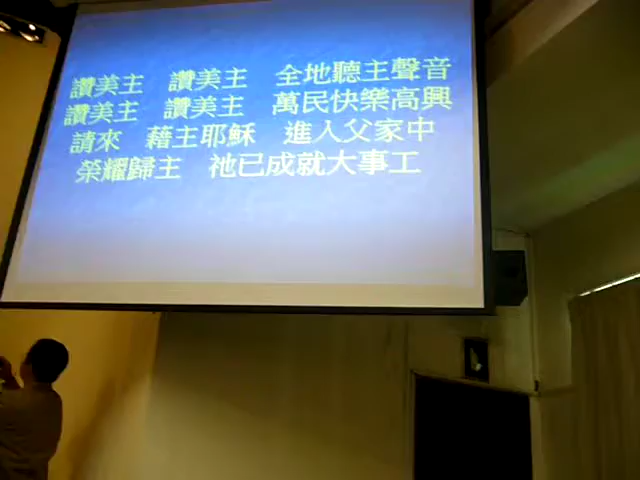 讚美主　讚美主　全地聽主聲音
讚美主　讚美主　萬民快樂高興
請來　藉主耶穌　進入父家中
榮耀歸主　祂已成就大事工